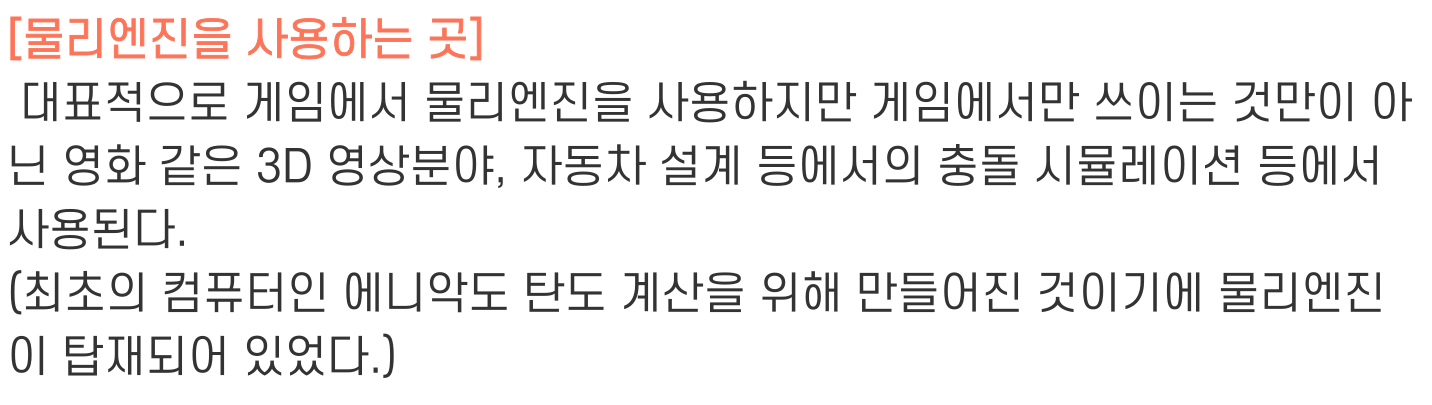 [물리엔진을 사용하는 곳]
대표적으로 게임에서 물리엔진을 사용하지만 게임에서만 쓰이는 것만이 아
닌 영화 같은 3D 영상분야, 자동차 설계 등에서의 충돌 시뮬레이션 등에서
사용된다.
(최초의 컴퓨터인 에니악도 탄도 계산을 위해 만들어진 것이기에 물리엔진
이 탑재되어 있었다.)